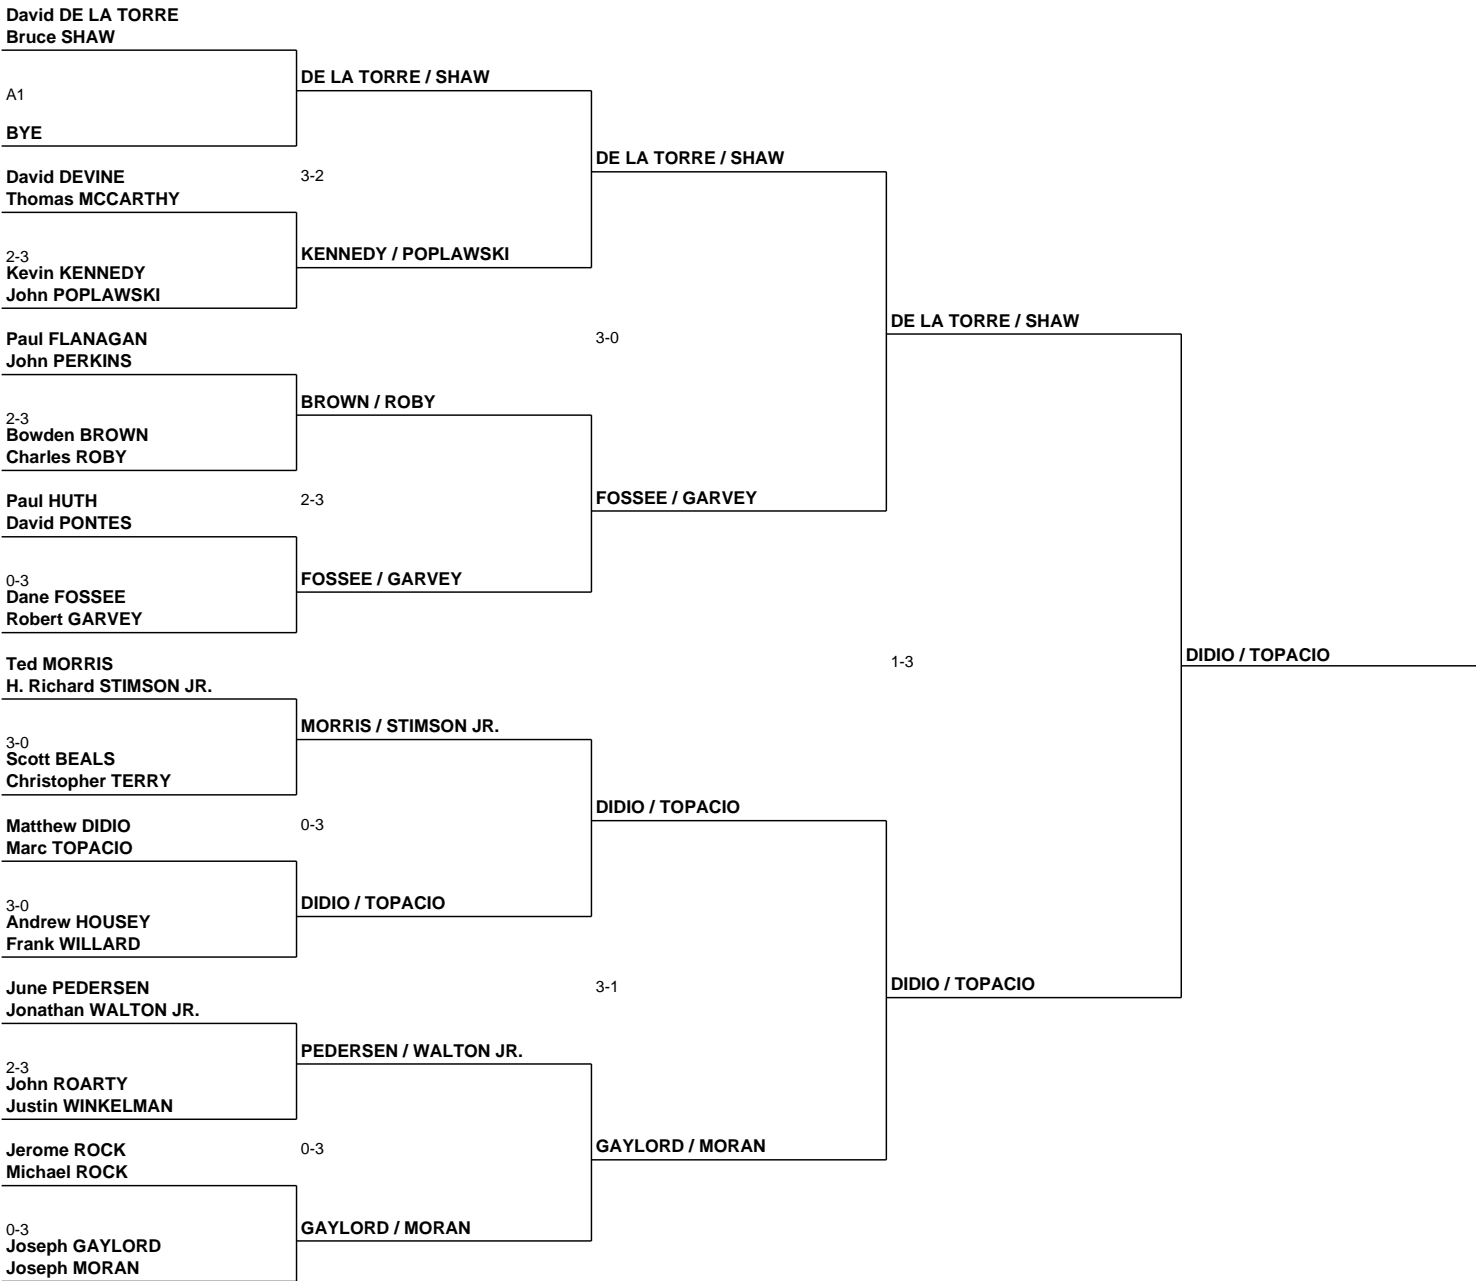 David DE LA TORRE
Bruce SHAW
DE LA TORRE / SHAW
A1
BYE
DE LA TORRE / SHAW
David DEVINE
3-2
Thomas MCCARTHY
2-3
KENNEDY / POPLAWSKI
Kevin KENNEDY
John POPLAWSKI
DE LA TORRE / SHAW
Paul FLANAGAN
3-0
John PERKINS
BROWN / ROBY
2-3
Bowden BROWN
Charles ROBY
Paul HUTH
2-3
FOSSEE / GARVEY
David PONTES
0-3
FOSSEE / GARVEY
Dane FOSSEE
Robert GARVEY
Ted MORRIS
1-3
DIDIO / TOPACIO
H. Richard STIMSON JR.
MORRIS / STIMSON JR.
3-0
Scott BEALS
Christopher TERRY
DIDIO / TOPACIO
Matthew DIDIO
0-3
Marc TOPACIO
3-0
DIDIO / TOPACIO
Andrew HOUSEY
Frank WILLARD
June PEDERSEN
3-1
DIDIO / TOPACIO
Jonathan WALTON JR.
PEDERSEN / WALTON JR.
2-3
John ROARTY
Justin WINKELMAN
Jerome ROCK
0-3
GAYLORD / MORAN
Michael ROCK
0-3
GAYLORD / MORAN
Joseph GAYLORD
Joseph MORAN